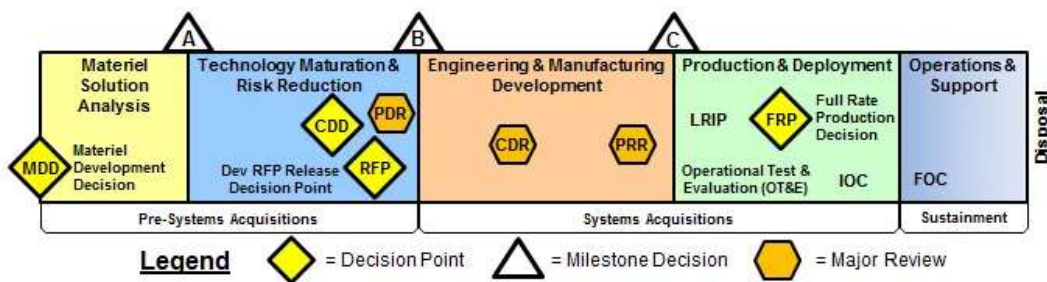 A
B
C
Materiel
Solution
Analysis
MDD
Materiel
Development
Decision
Technology Maturation &
Risk Reduction
CDD
PDR
Dev RFP Release
Decision Point
RFP
Engineering & Manufacturing
Development
CDR
PRR
Production & Deployment
LRIP
FRP
Full Rate
Production
Decision
Operational Test &
Evaluation (OT&E)
IOC
Operations &
Support
FOC
Disposal
Pre-Systems Acquisitions
Systems Acquisitions
Sustainment
Legend
= Decision Point
= Milestone Decision
= Major Review